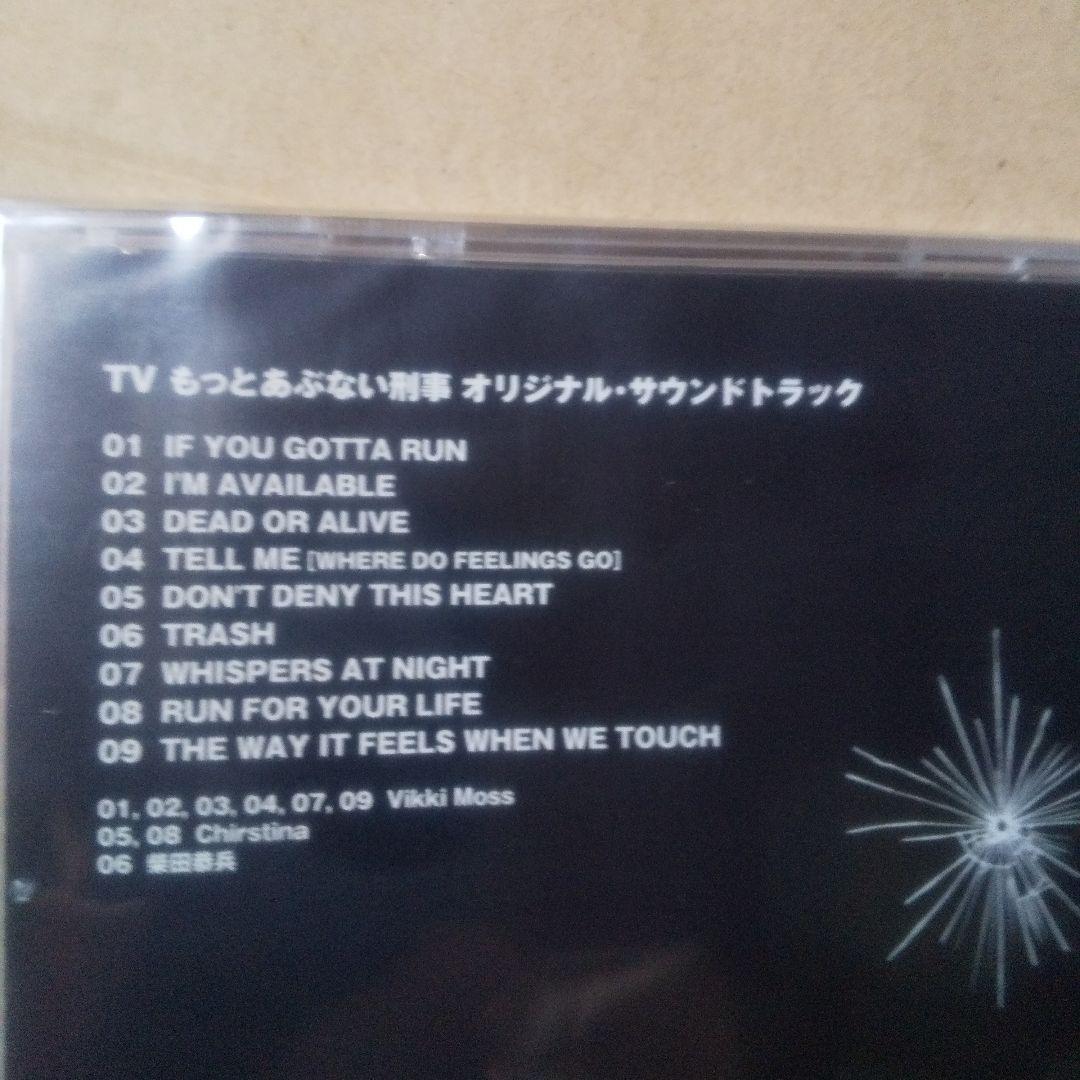 TV もっとあぶない刑事 オリジナル・サウンドトラック
01 IF YOU GOTTA RUN
02 I'M AVAILABLE
03 DEAD OR ALIVE
04 TELL ME [WHERE DO FEELINGS GO]
05 DON'T DENY THIS HEART
06 TRASH
07 WHISPERS AT NIGHT
08 RUN FOR YOUR LIFE
09 THE WAY IT FEELS WHEN WE TOUCH
01, 02, 03, 04, 07, 09 Vikki Moss
05, 08 Chirstina
06 柴田恭兵